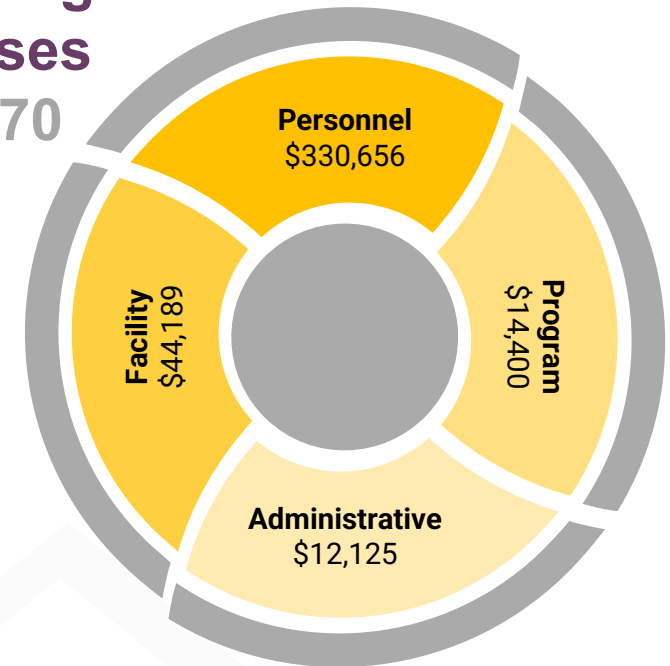 g
ses
70
Personnel
$330,656
Program
$14,400
Administrative
$12,125
Facility
$44,189